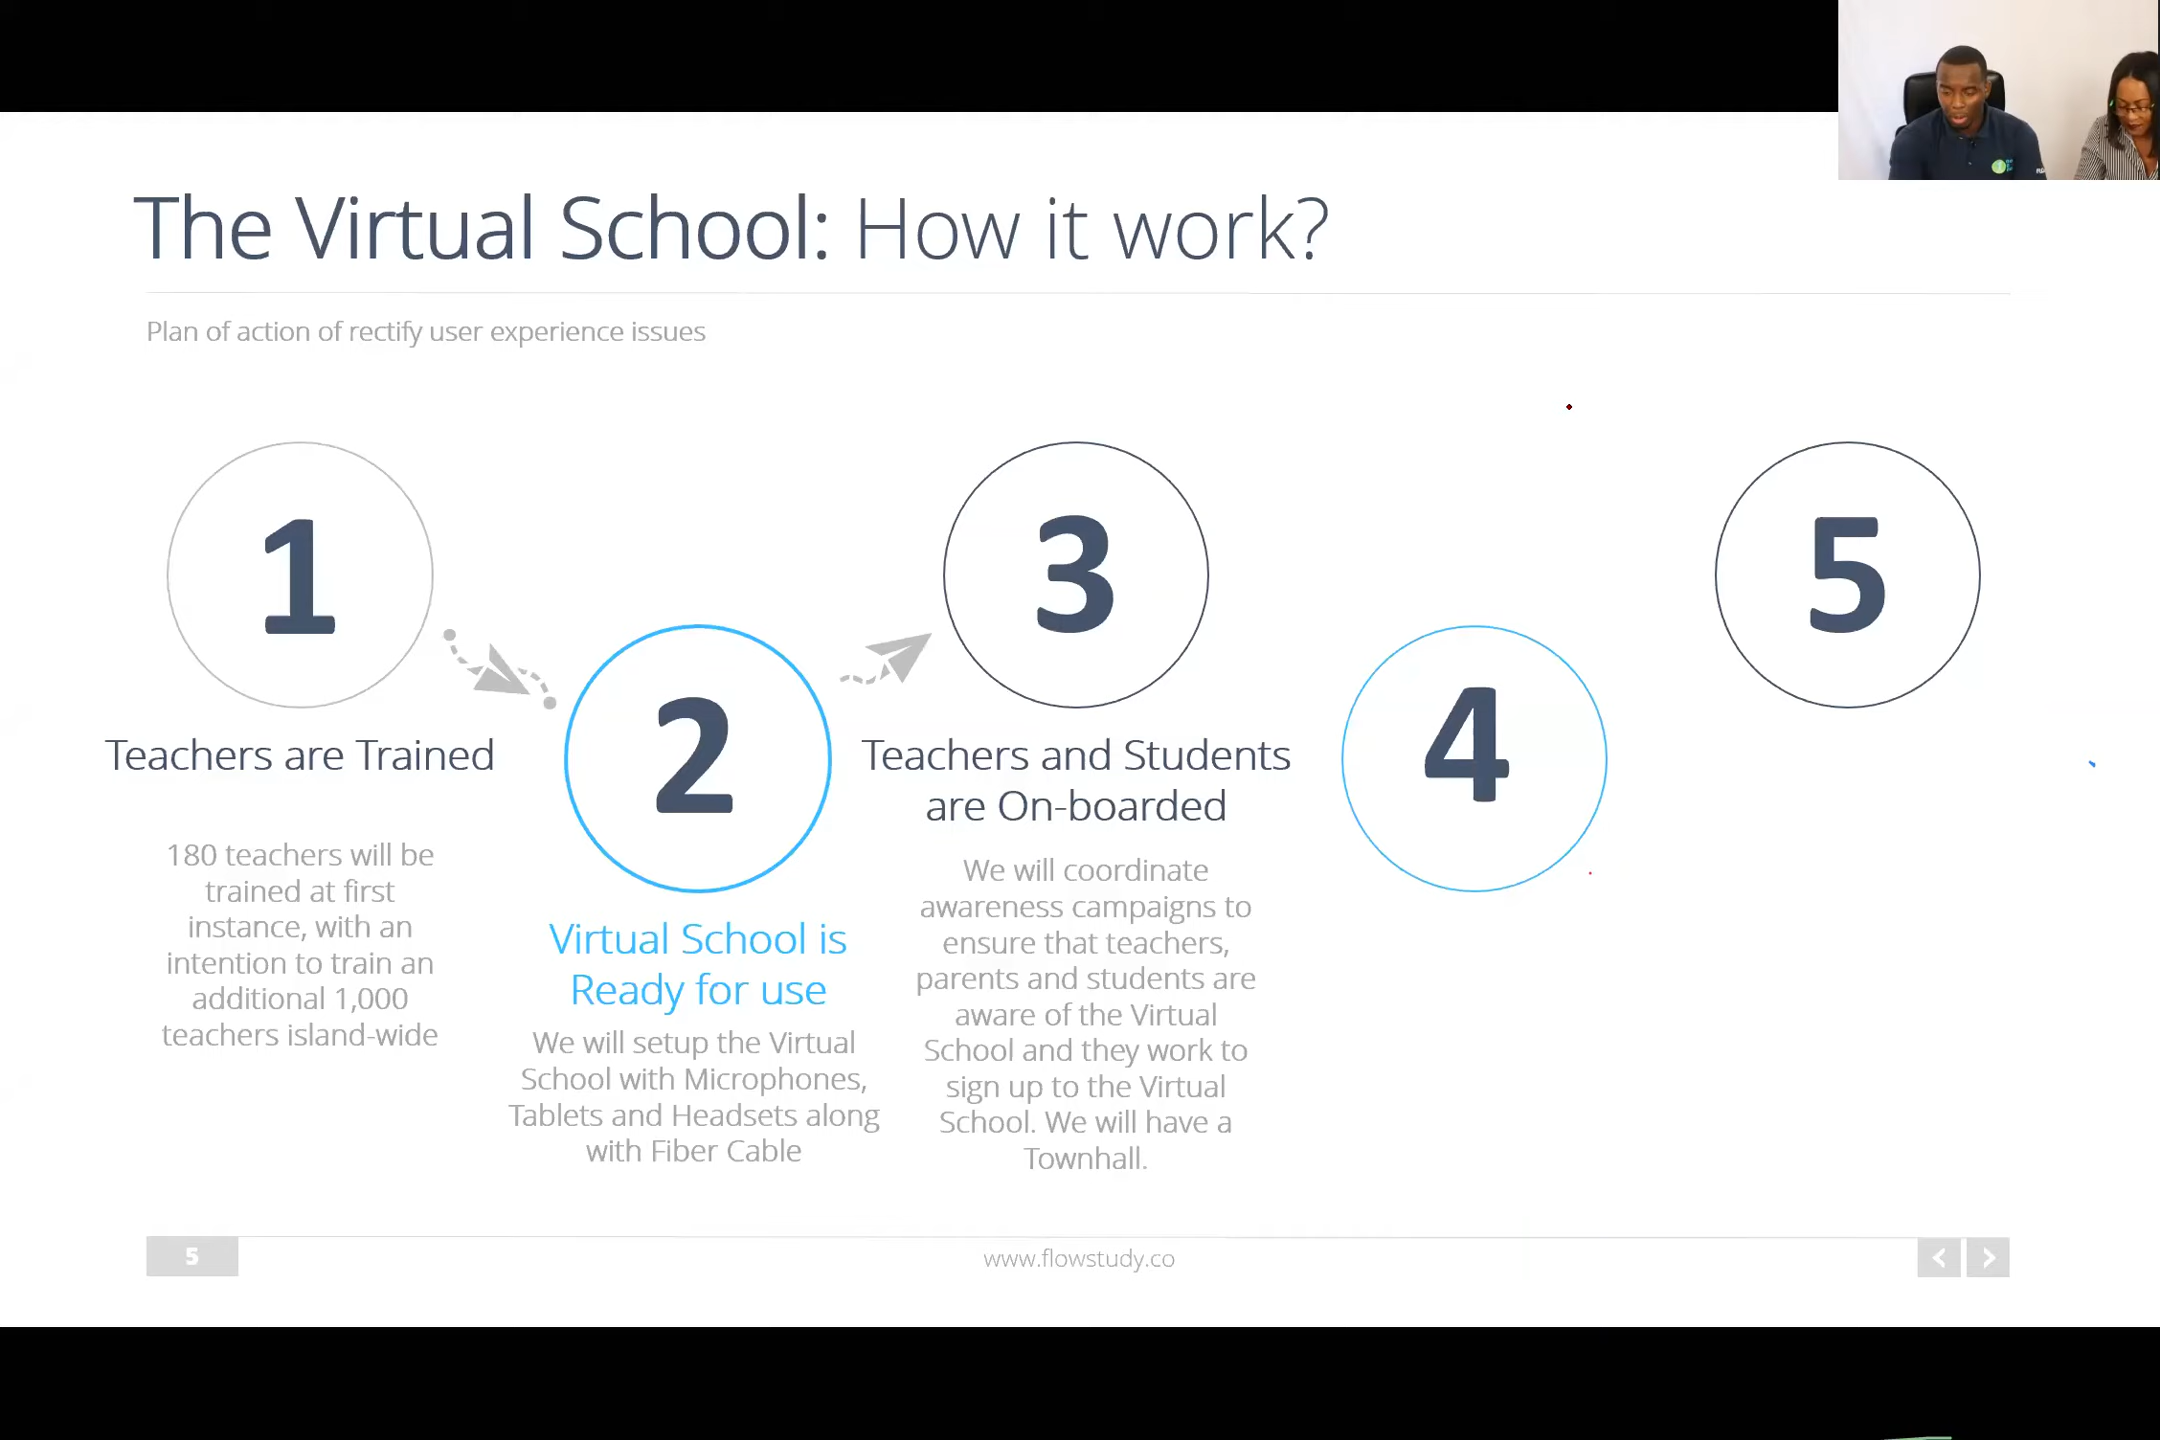 The Virtual School: How it work?
Plan of action of rectify user experience issues
1
Teachers are Trained
180 teachers will be
trained at first
instance, with an
intention to train an
additional 1,000
teachers island-wide
2
Virtual School is
Ready for use
We will setup the Virtual
School with Microphones,
Tablets and Headsets along
with Fiber Cable
3
Teachers and Students
are On-boarded
We will coordinate
awareness campaigns to
ensure that teachers,
parents and students are
aware of the Virtual
School and they work to
sign up to the Virtual
School. We will have a
Townhall.
4
5
5
www.flowstudy.co